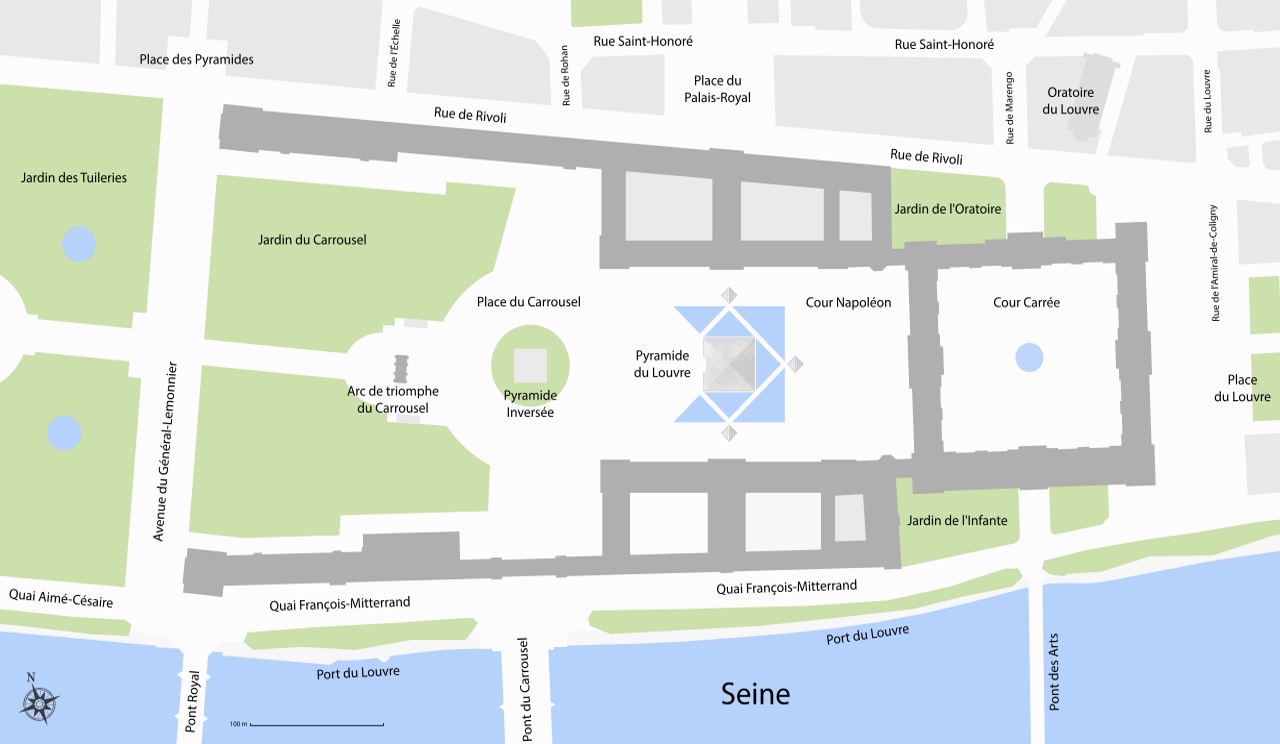 Rue Saint-Honoré
Rue Saint-Honoré
Rue de l'Échelle
Place des Pyramides
Rue de Rohan
Place du
Palais-Royal
Rue de Marengo
Oratoire
du Louvre
Rue du Louvre
Rue de Rivoli
Rue de Rivoli
Jardin des Tuileries
Jardin de l'Oratoire
Jardin du Carrousel
Rue de l'Amiral-de-Coligny
Place du Carrousel
Cour Napoléon
Cour Carrée
Pyramide
du Louvre
Arc de triomphe
du Carrousel
Pyramide
Inversée
Place
du Louvre
Avenue du Général-Lemonnier
Jardin de l'Infante
Quai Aimé-Césaire
Quai François-Mitterrand
Quai François-Mitterrand
Port du Louvre
Port du Louvre
Pont Royal
Pont du Carrousel
Pont des Arts
Seine
N
100 m